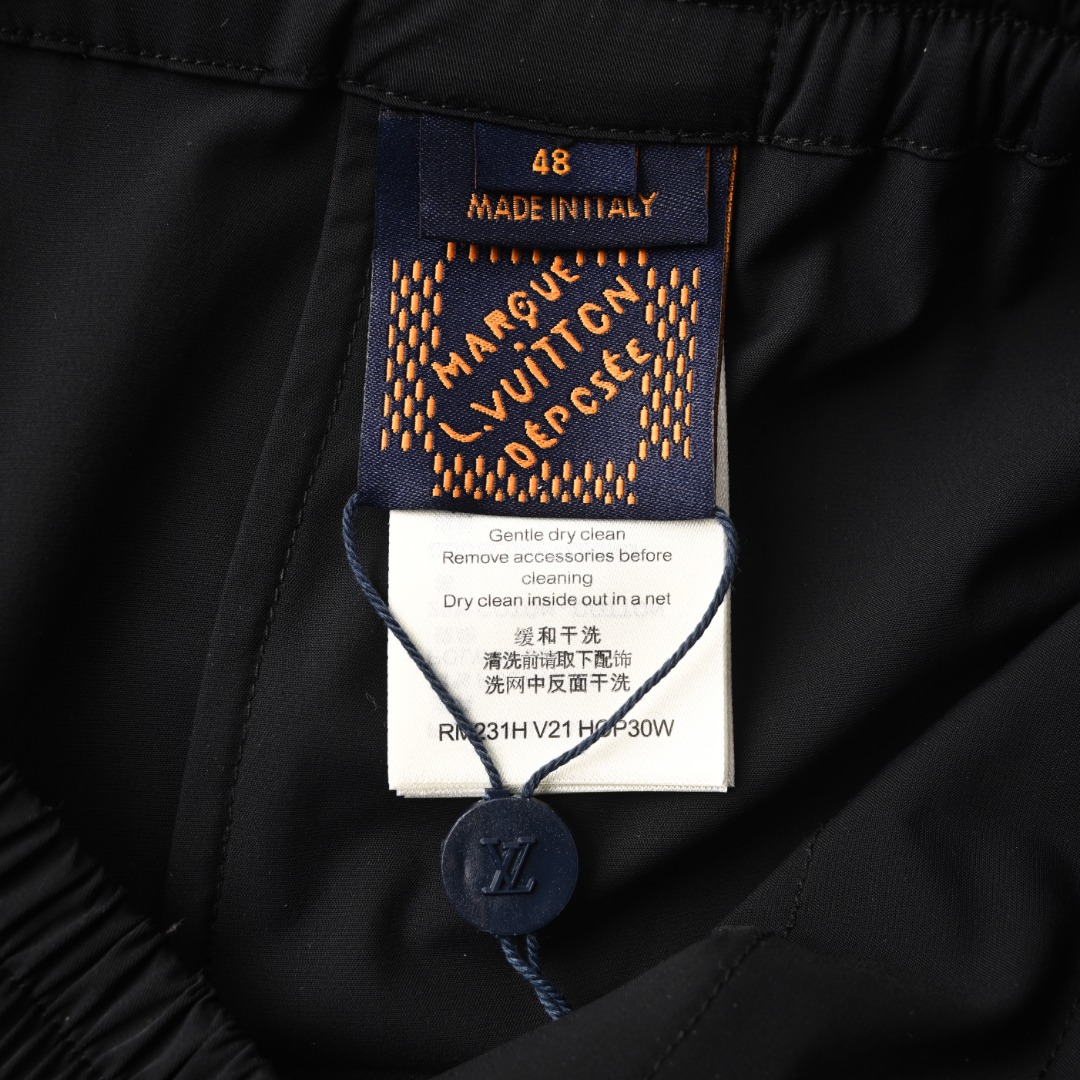 48
MADE IN ITALY
MARQUE
L.VUITTON
DÉPOSÉE
Gentle dry clean
Remove accessories before
cleaning
Dry clean inside out in a net
缓和干洗
清洗前请取下配饰
洗网中反面干洗
RM231H V21 HOP30W
LV